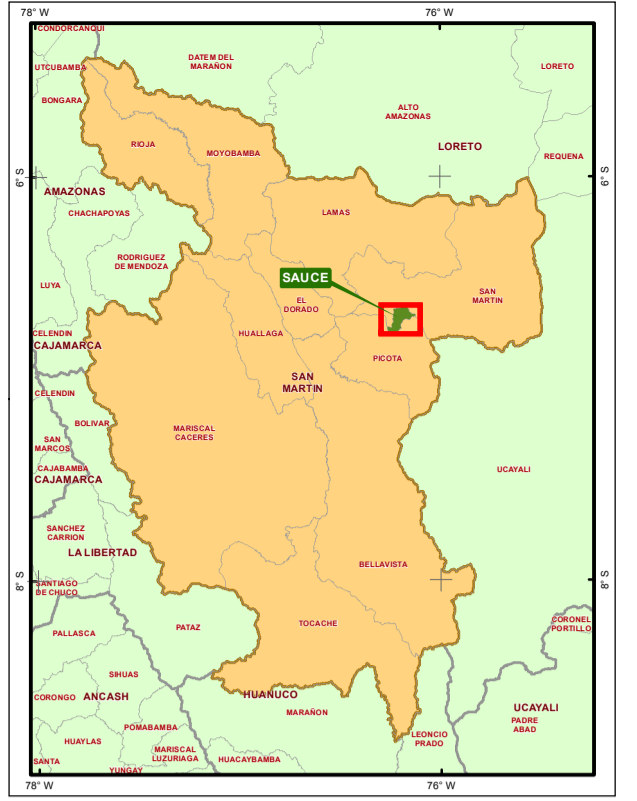 78° W
76° W
CONDORCANQUI
UTCUBAMBA
BONGARA
DATEM DEL
MARAÑON
LORETO
ALTO
AMAZONAS
LORETO
REQUENA
RIOJA
MOYOBAMBA
6° S
6° S
AMAZONAS
CHACHAPOYAS
LAMAS
RODRIGUEZ
DE MENDOZA
LUYA
SAUCE
SAN
MARTIN
EL
DORADO
HUALLAGA
PICOTA
CELENDIN
CAJAMARCA
SAN
MARTIN
CELENDIN
BOLIVAR
MARISCAL
CACERES
SAN
MARCOS
CAJABAMBA
CAJAMARCA
UCAYALI
SANCHEZ
CARRION
LA LIBERTAD
BELLAVISTA
8° S
8° S
SANTIAGO
DE CHUCO
PALLASCA
PATAZ
TOCACHE
CORONEL
PORTILLO
SIHUAS
CORONGO
ANCASH
HUANUCO
MARAÑON
UCAYALI
PADRE
ABAD
POMABAMBA
HUAYLAS
MARISCAL
LUZURIAGA
HUACAYBAMBA
LEONCIO
PRADO
SANTA
YUNGAY
78° W
76° W